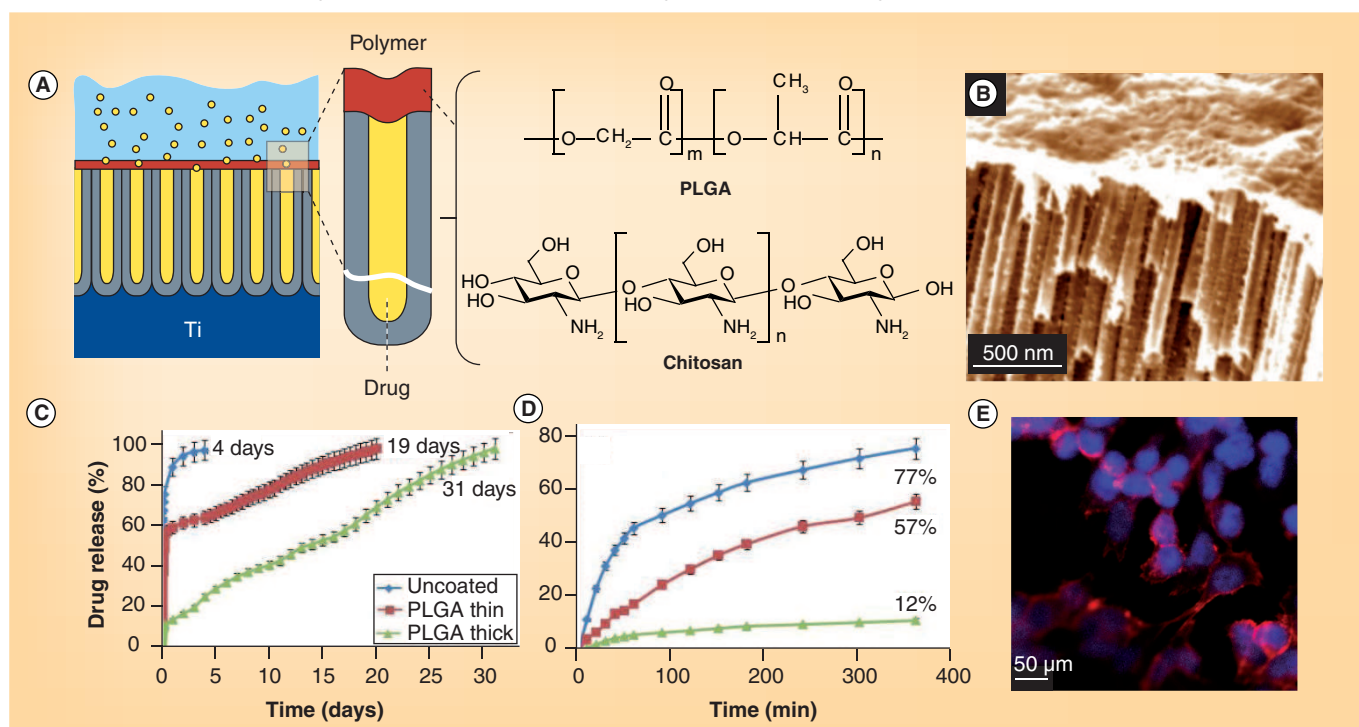 A
Polymer
Ti
Drug
O
CH₂
C
O
m
O
CH
CH₃
C
O
n
PLGA
OH
HO
HO
O
NH₂
O
OH
HO
O
NH₂
n
O
OH
HO
O
OH
NH₂
Chitosan
B
500 nm
C
Drug release (%)
100
80
60
40
20
0
0 5 10 15 20 25 30
Time (days)
4 days
19 days
31 days
Uncoated
PLGA thin
PLGA thick
D
80
60
40
20
0
0 100 200 300 400
Time (min)
77%
57%
12%
E
50 µm